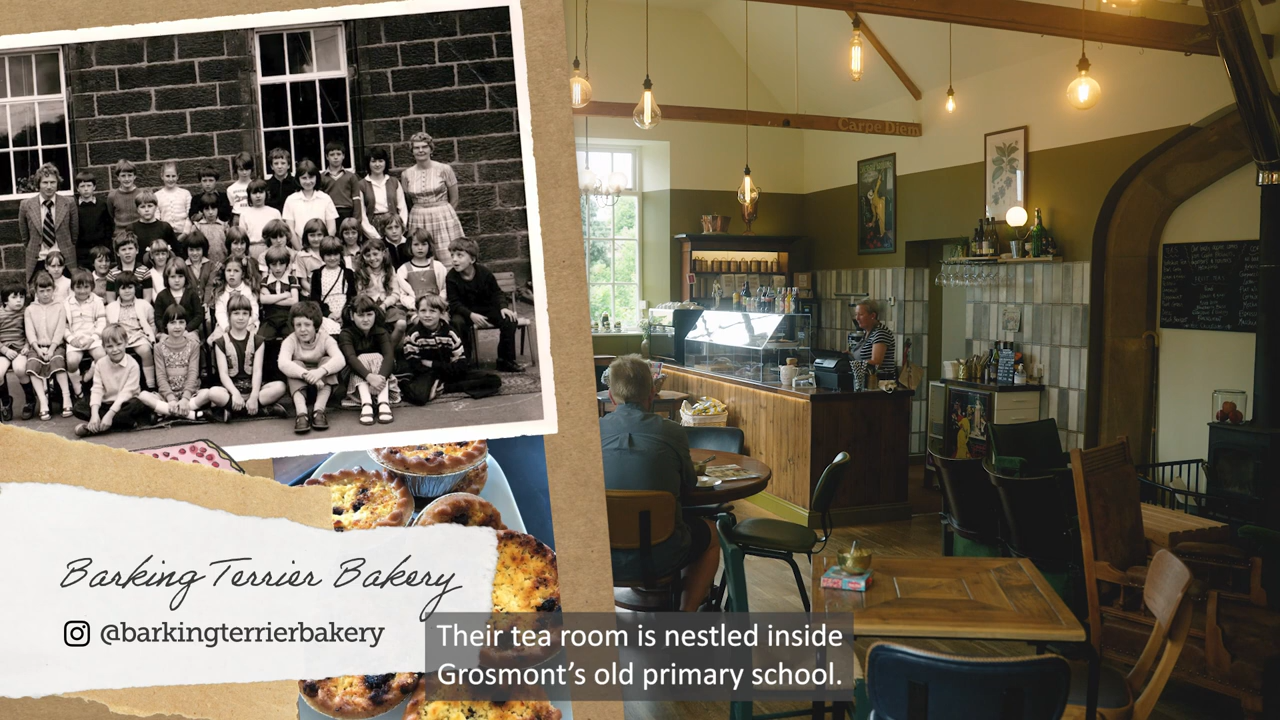 Carpe Diem
Barking Terrier Bakery
@barkingterrierbakery
Their tea room is nestled inside
Grosmont’s old primary school.